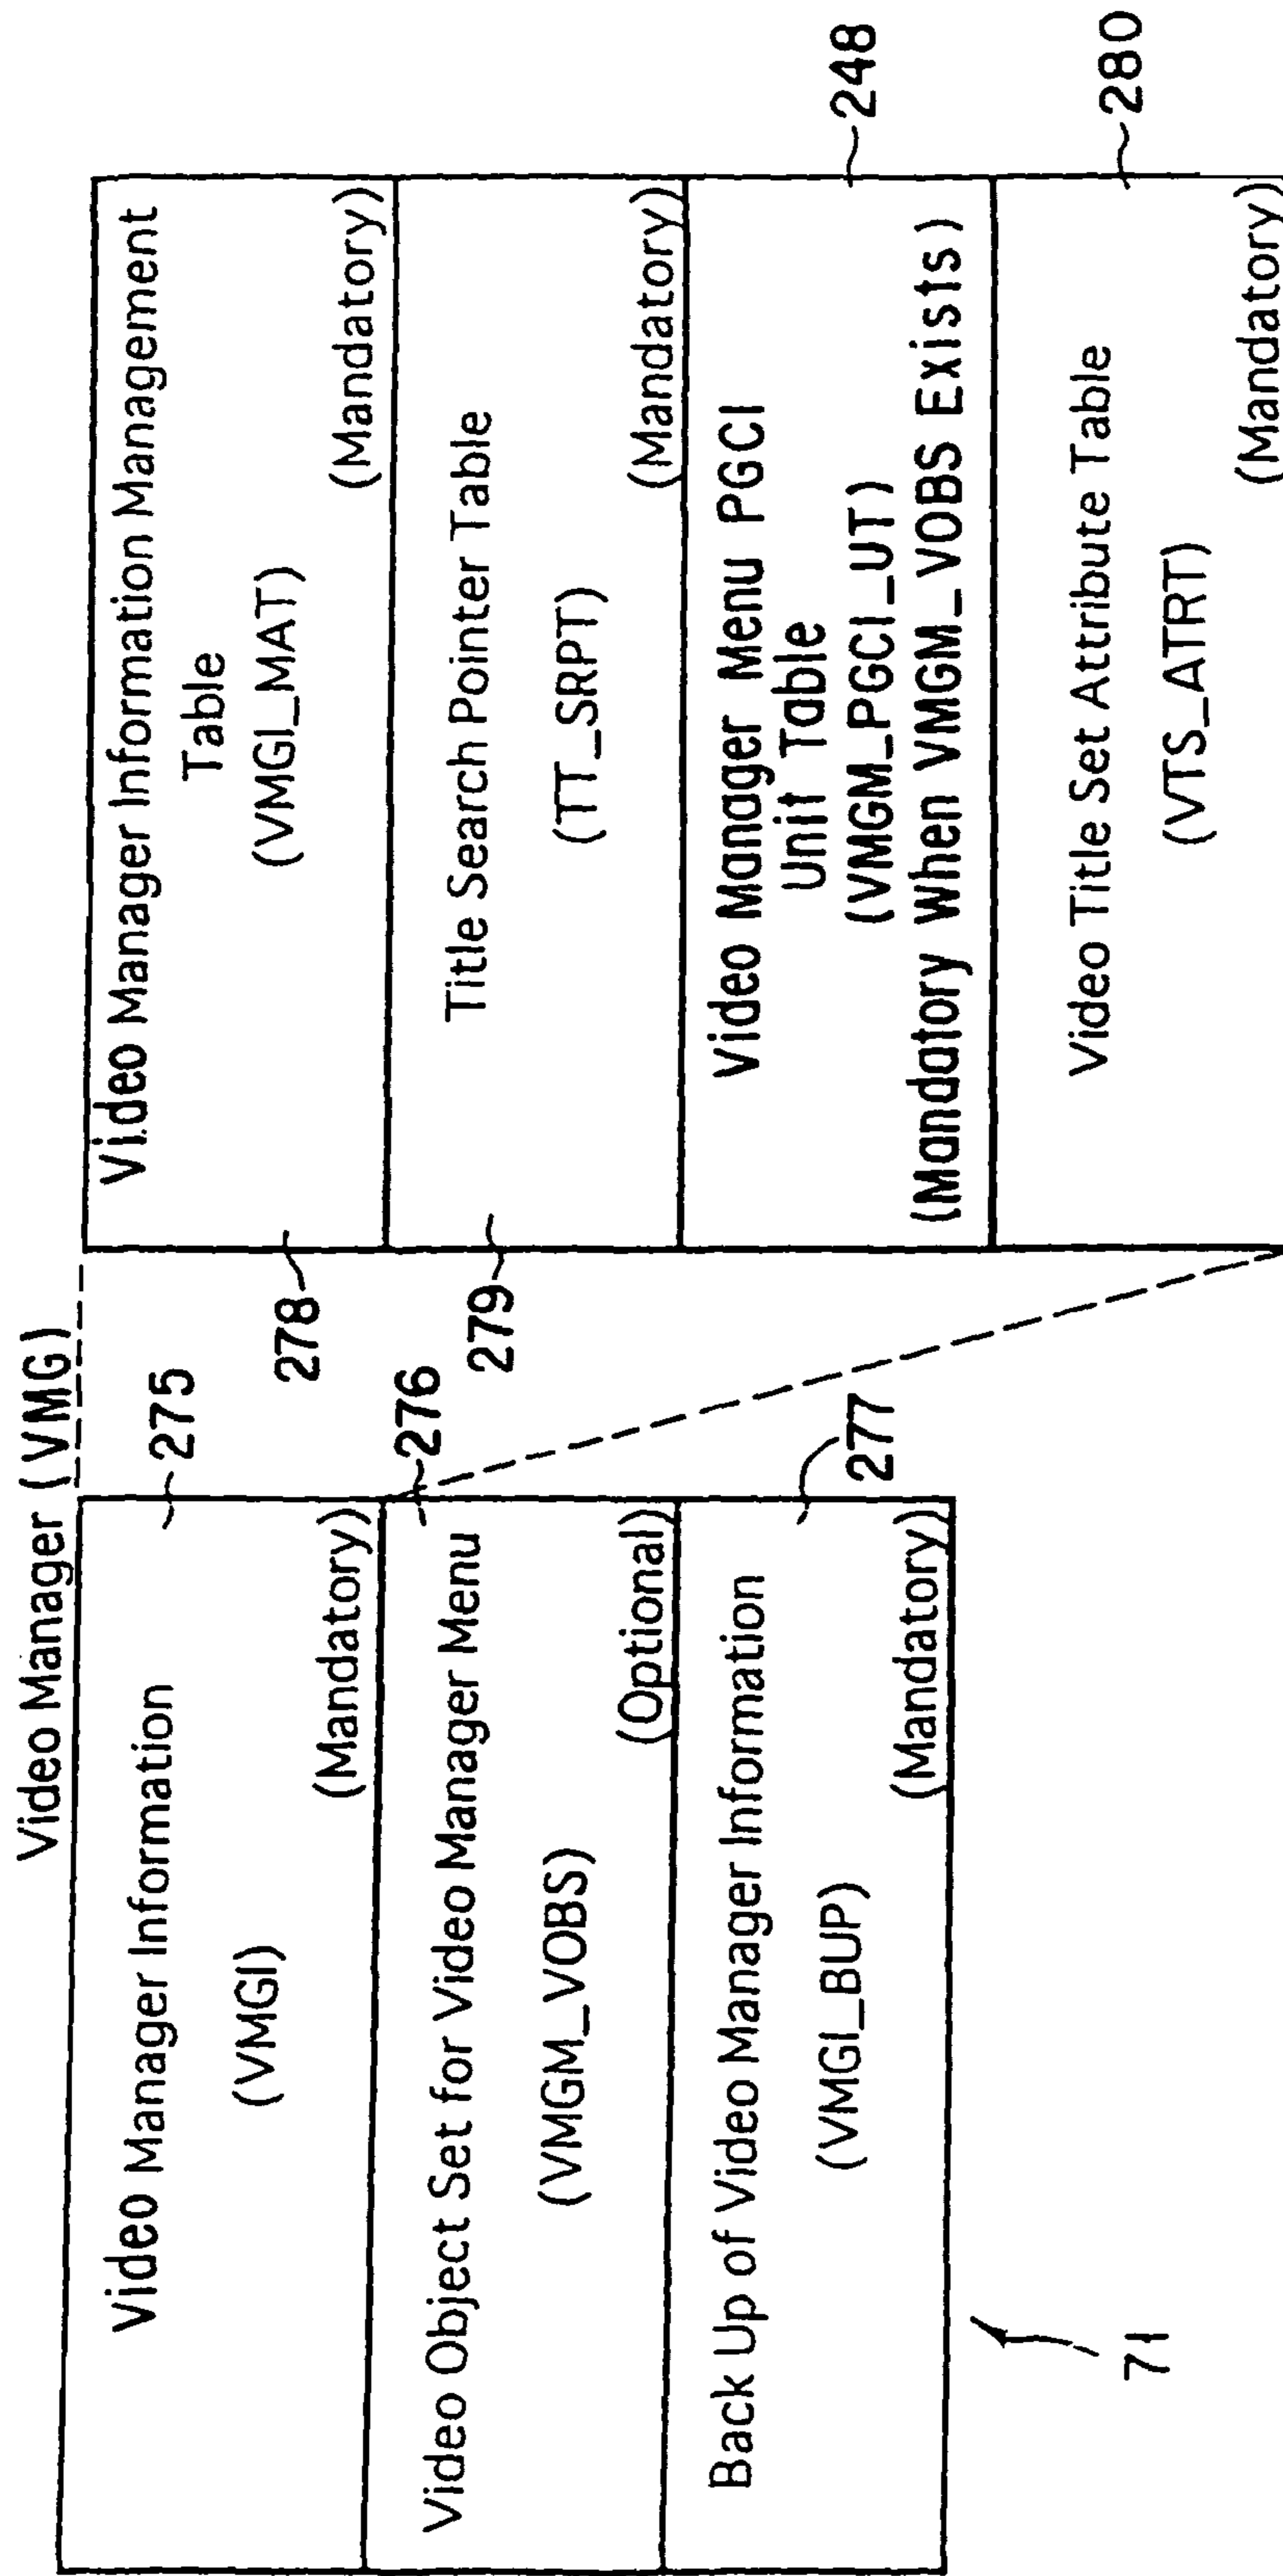 Video Manager (VMG)
Video Manager Information
(VMGI)
(Mandatory)
275
Video Object Set for Video Manager Menu
(VMGM_VOBS)
(Optional)
276
Back Up of Video Manager Information
(VMGI_BUP)
(Mandatory)
277
71
Video Manager Information Management
Table
(VMGI_MAT)
(Mandatory)
278
Title Search Pointer Table
(TT_SRPT)
(Mandatory)
279
Video Manager Menu PGCI
Unit Table
(VMGM_PGCI_UT)
(Mandatory When VMGM_VOBS Exists)
248
Video Title Set Attribute Table
(VTS_ATRT)
(Mandatory)
280